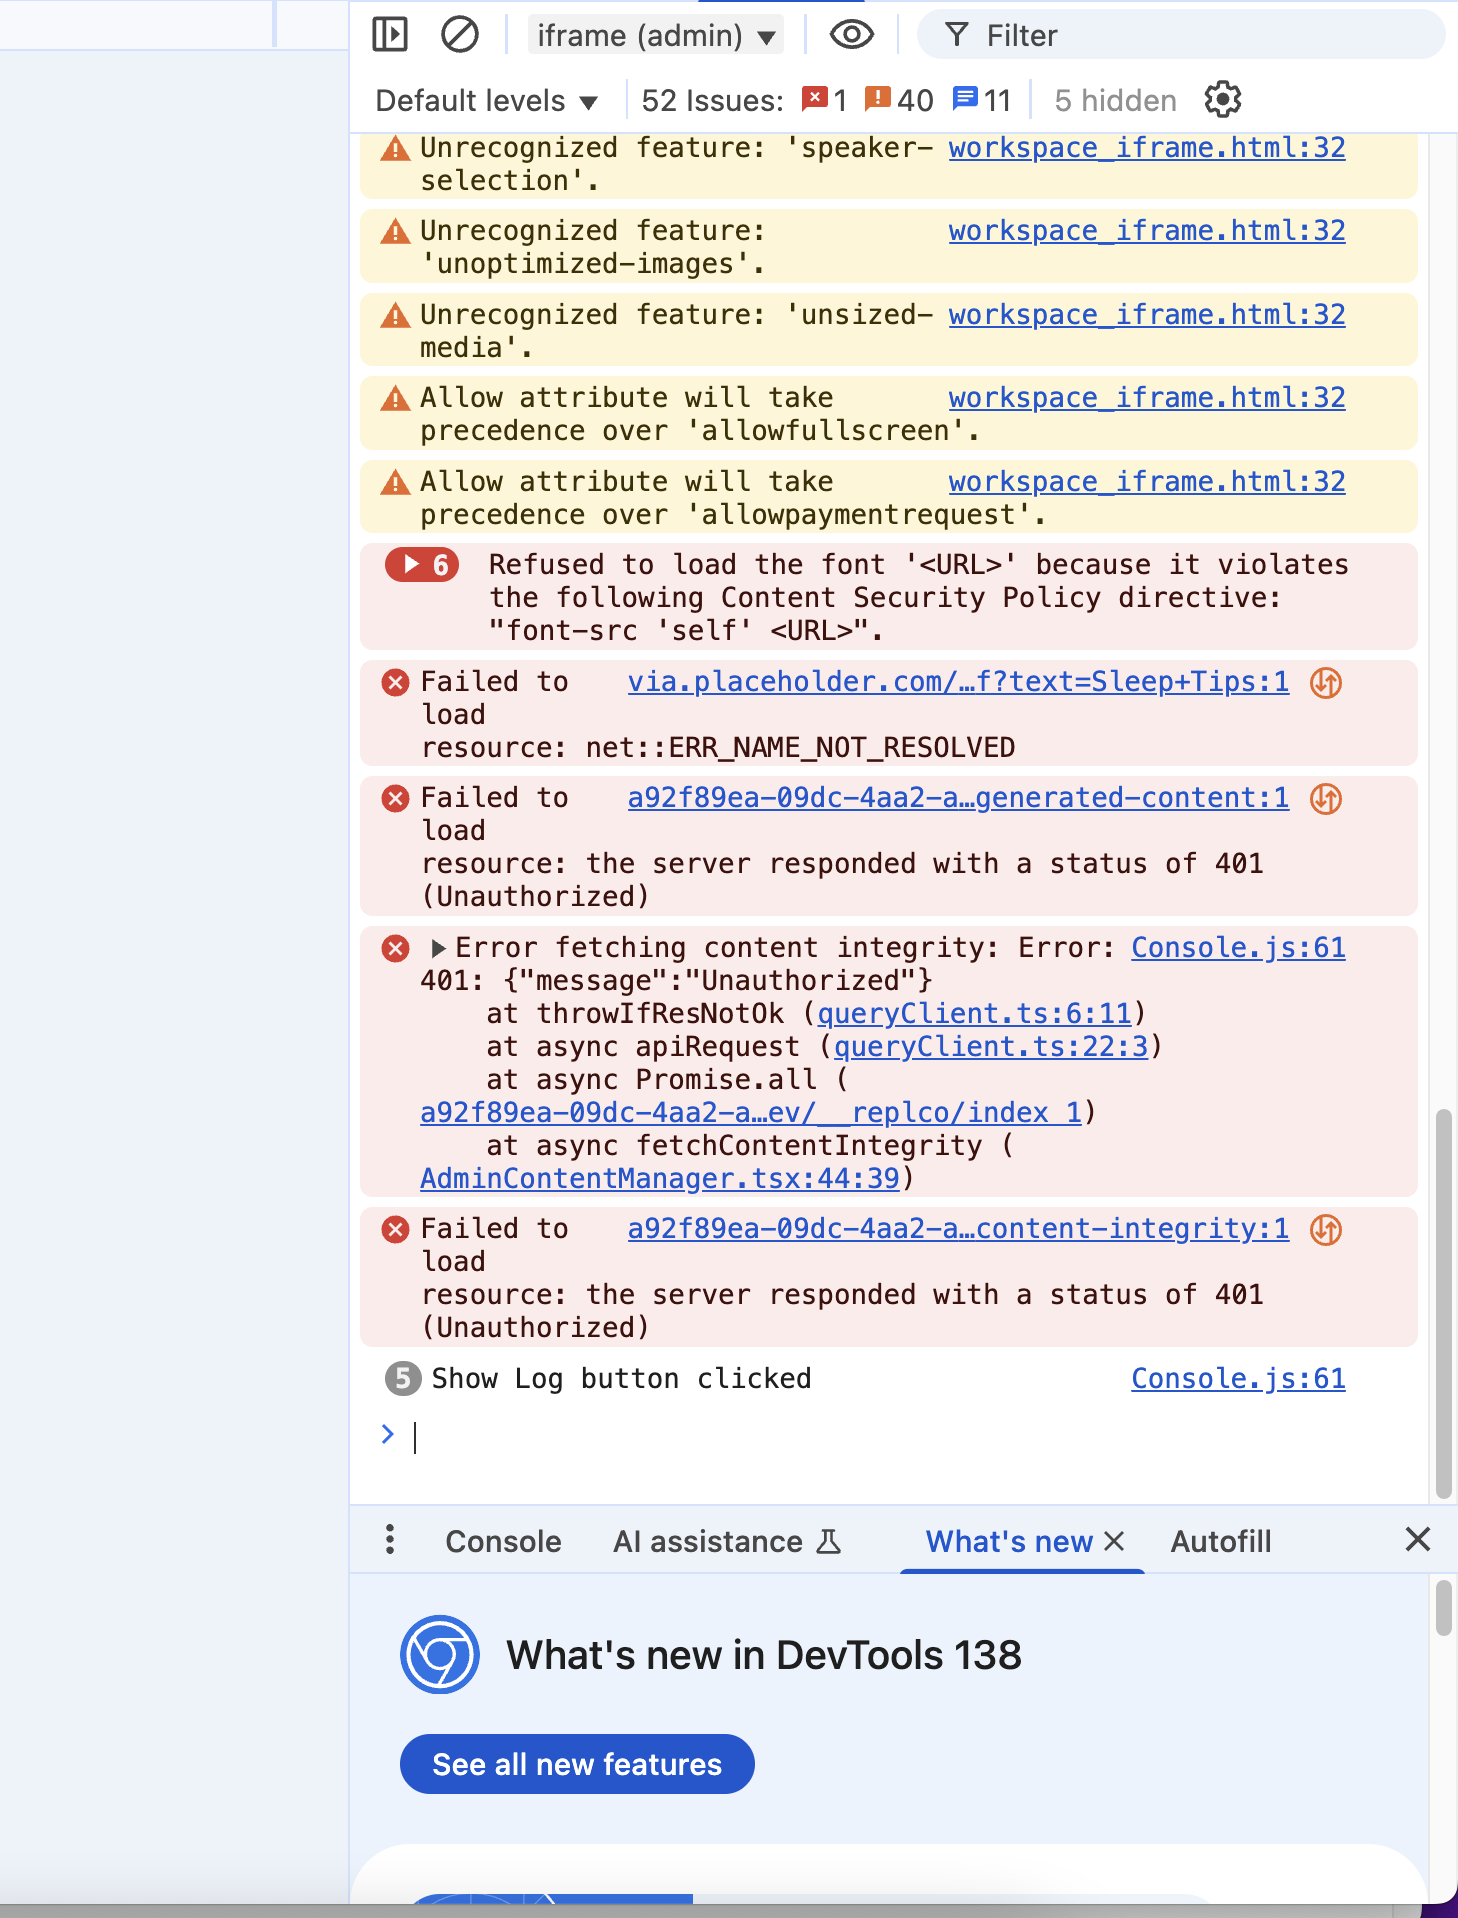 iframe (admin)
Filter
Default levels
52 Issues: 1 40 11
5 hidden
Unrecognized feature: 'speaker- workspace_iframe.html:32
selection'.
Unrecognized feature: workspace_iframe.html:32
'unoptimized-images'.
Unrecognized feature: 'unsized- workspace_iframe.html:32
media'.
Allow attribute will take workspace_iframe.html:32
precedence over 'allowfullscreen'.
Allow attribute will take workspace_iframe.html:32
precedence over 'allowpaymentrequest'.
6 Refused to load the font '<URL>' because it violates
the following Content Security Policy directive:
"font-src 'self' <URL>".
Failed to via.placeholder.com/…f?text=Sleep+Tips:1
load
resource: net::ERR_NAME_NOT_RESOLVED
Failed to a92f89ea-09dc-4aa2-a…generated-content:1
load
resource: the server responded with a status of 401
(Unauthorized)
Error fetching content integrity: Error: Console.js:61
401: {"message":"Unauthorized"}
at throwIfResNotOk (queryClient.ts:6:11)
at async apiRequest (queryClient.ts:22:3)
at async Promise.all (
a92f89ea-09dc-4aa2-a…ev/__replco/index 1)
at async fetchContentIntegrity (
AdminContentManager.tsx:44:39)
Failed to a92f89ea-09dc-4aa2-a…content-integrity:1
load
resource: the server responded with a status of 401
(Unauthorized)
5 Show Log button clicked Console.js:61
Console AI assistance What's new Autofill
What's new in DevTools 138
See all new features